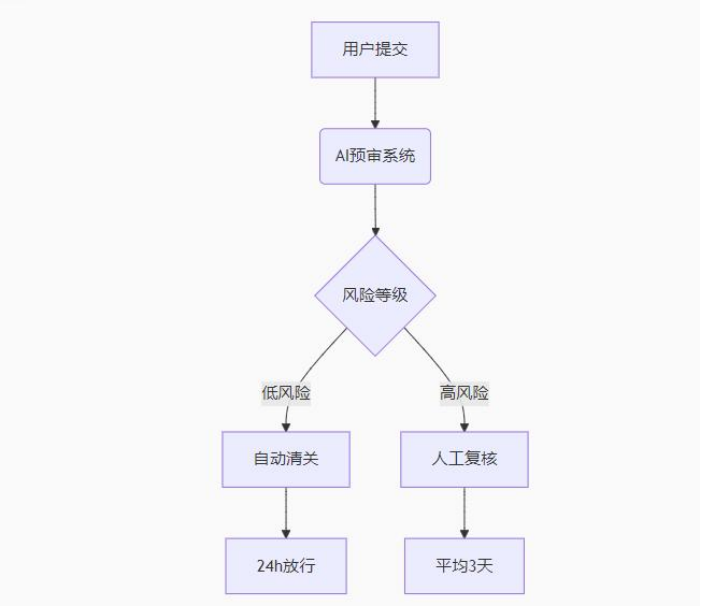 用户提交
AI预审系统
风险等级
低风险
高风险
自动清关
人工复核
24h放行
平均3天